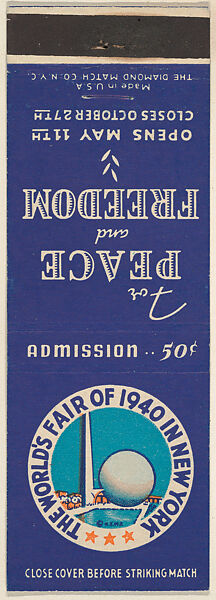 Made in U.S.A.
THE DIAMOND MATCH CO. N.Y.C.
For
PEACE
and
FREEDOM
OPENS MAY 11TH
CLOSES OCTOBER 27TH
ADMISSION .. 50¢
THE WORLD'S FAIR OF 1940 IN NEW YORK
CLOSE COVER BEFORE STRIKING MATCH